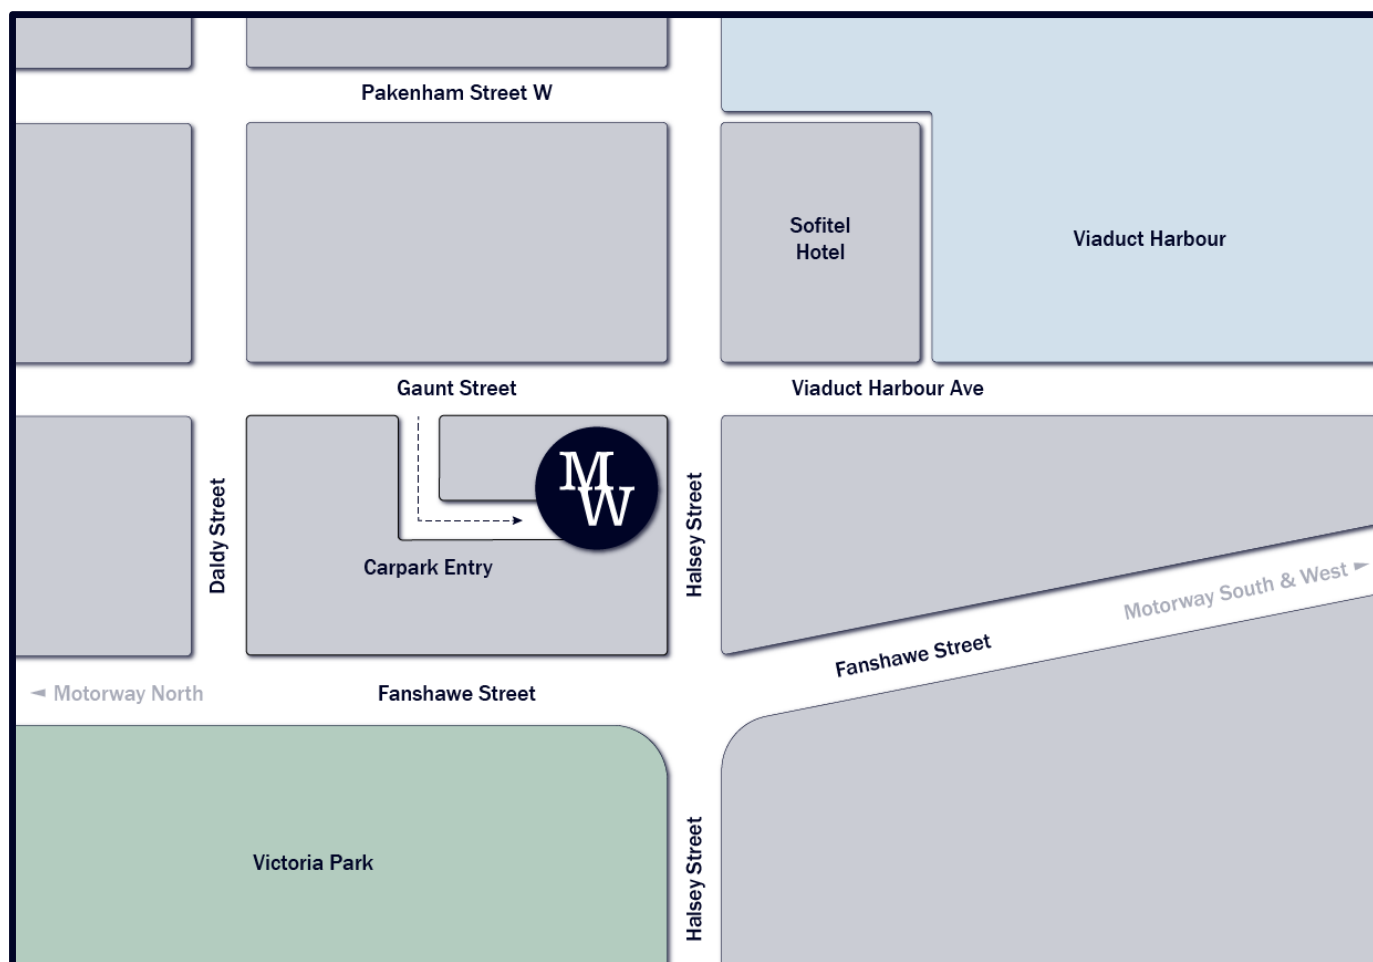 Pakenham Street W
Sofitel
Hotel
Viaduct Harbour
Gaunt Street
Viaduct Harbour Ave
M
W
Daldy Street
Halsey Street
Carpark Entry
Motorway South & West ►
Fanshawe Street
◄ Motorway North
Fanshawe Street
Victoria Park
Halsey Street